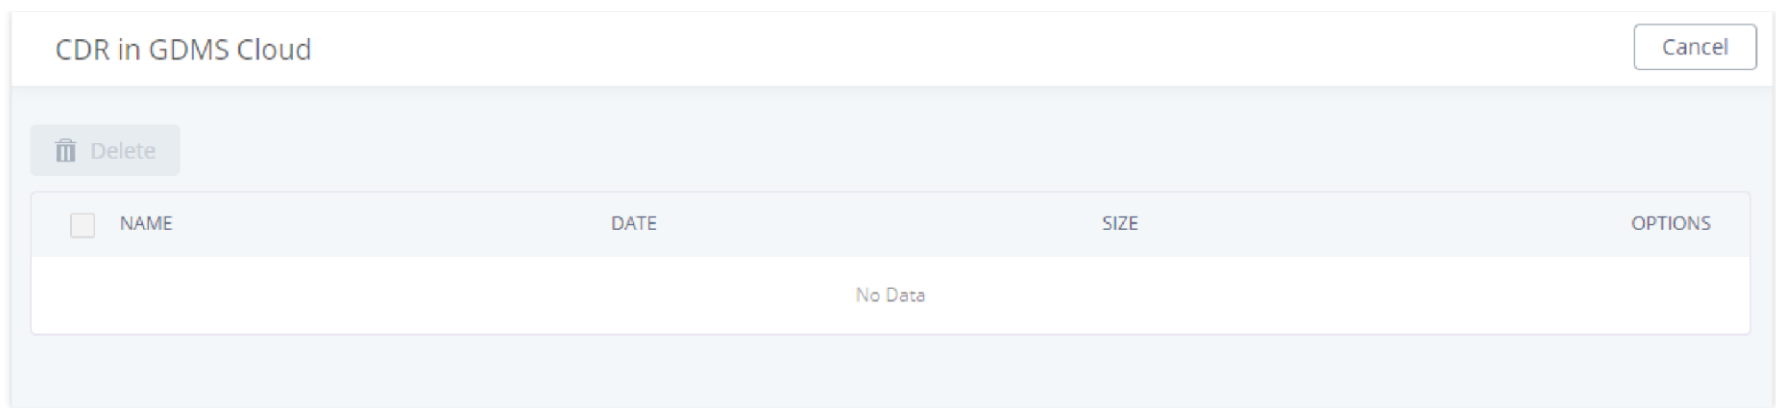 CDR in GDMS Cloud
Cancel
Delete
NAME DATE SIZE OPTIONS
No Data